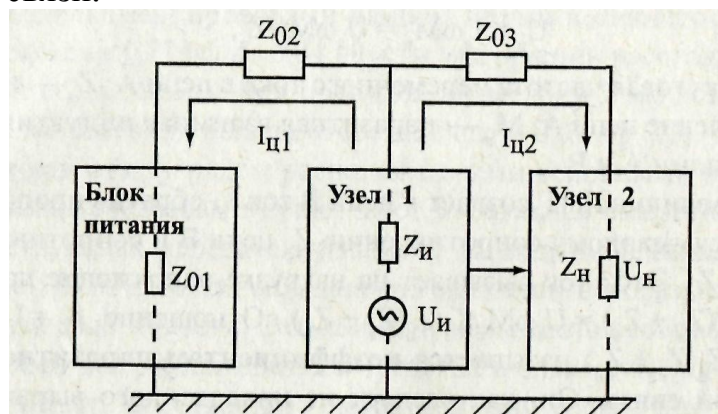 Z02 Z03
Iц1 Iц2
Блок Узел 1 Узел 2
питания
Zи Zн Uн
Z01
Uи